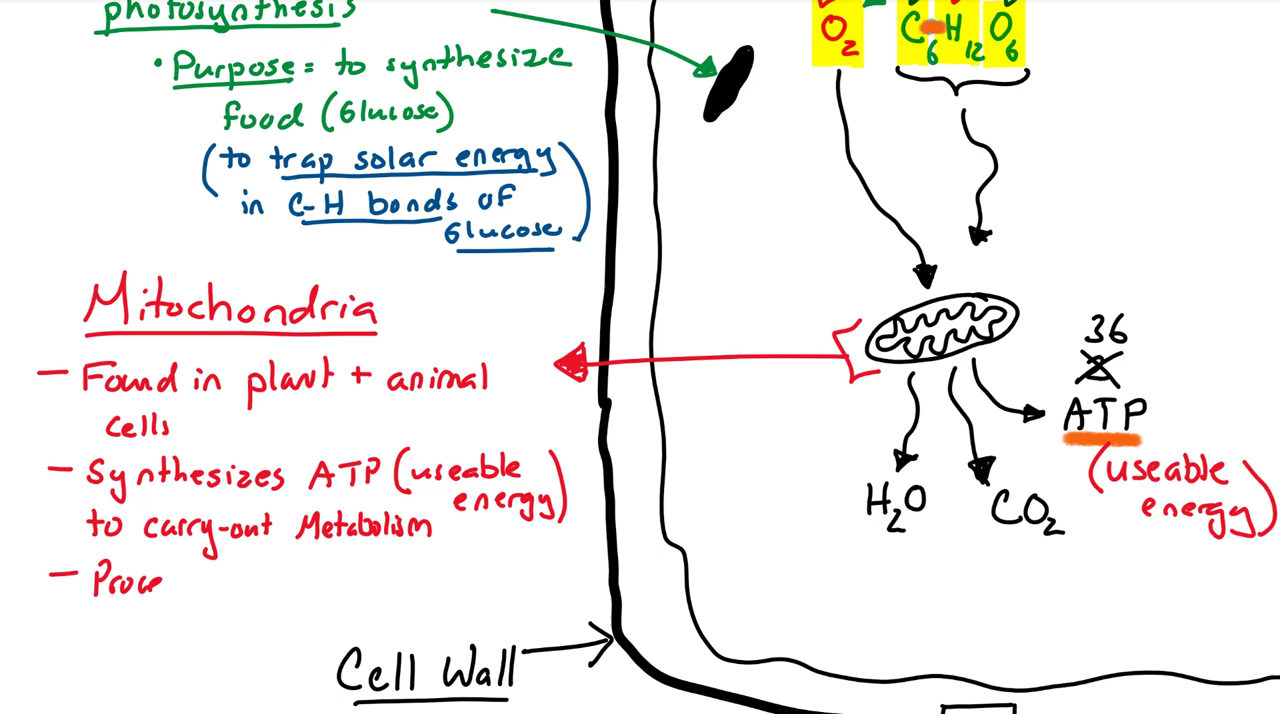 photosynthesis
• Purpose = to synthesize
food (Glucose)
(to trap solar energy
in C-H bonds of
Glucose)
Mitochondria
— Found in plant + animal
cells
— Synthesizes ATP (useable
energy)
to carry-out Metabolism
— Proce
Cell Wall
O2
C6H12O6
36
ATP
(useable
energy)
H2O
CO2